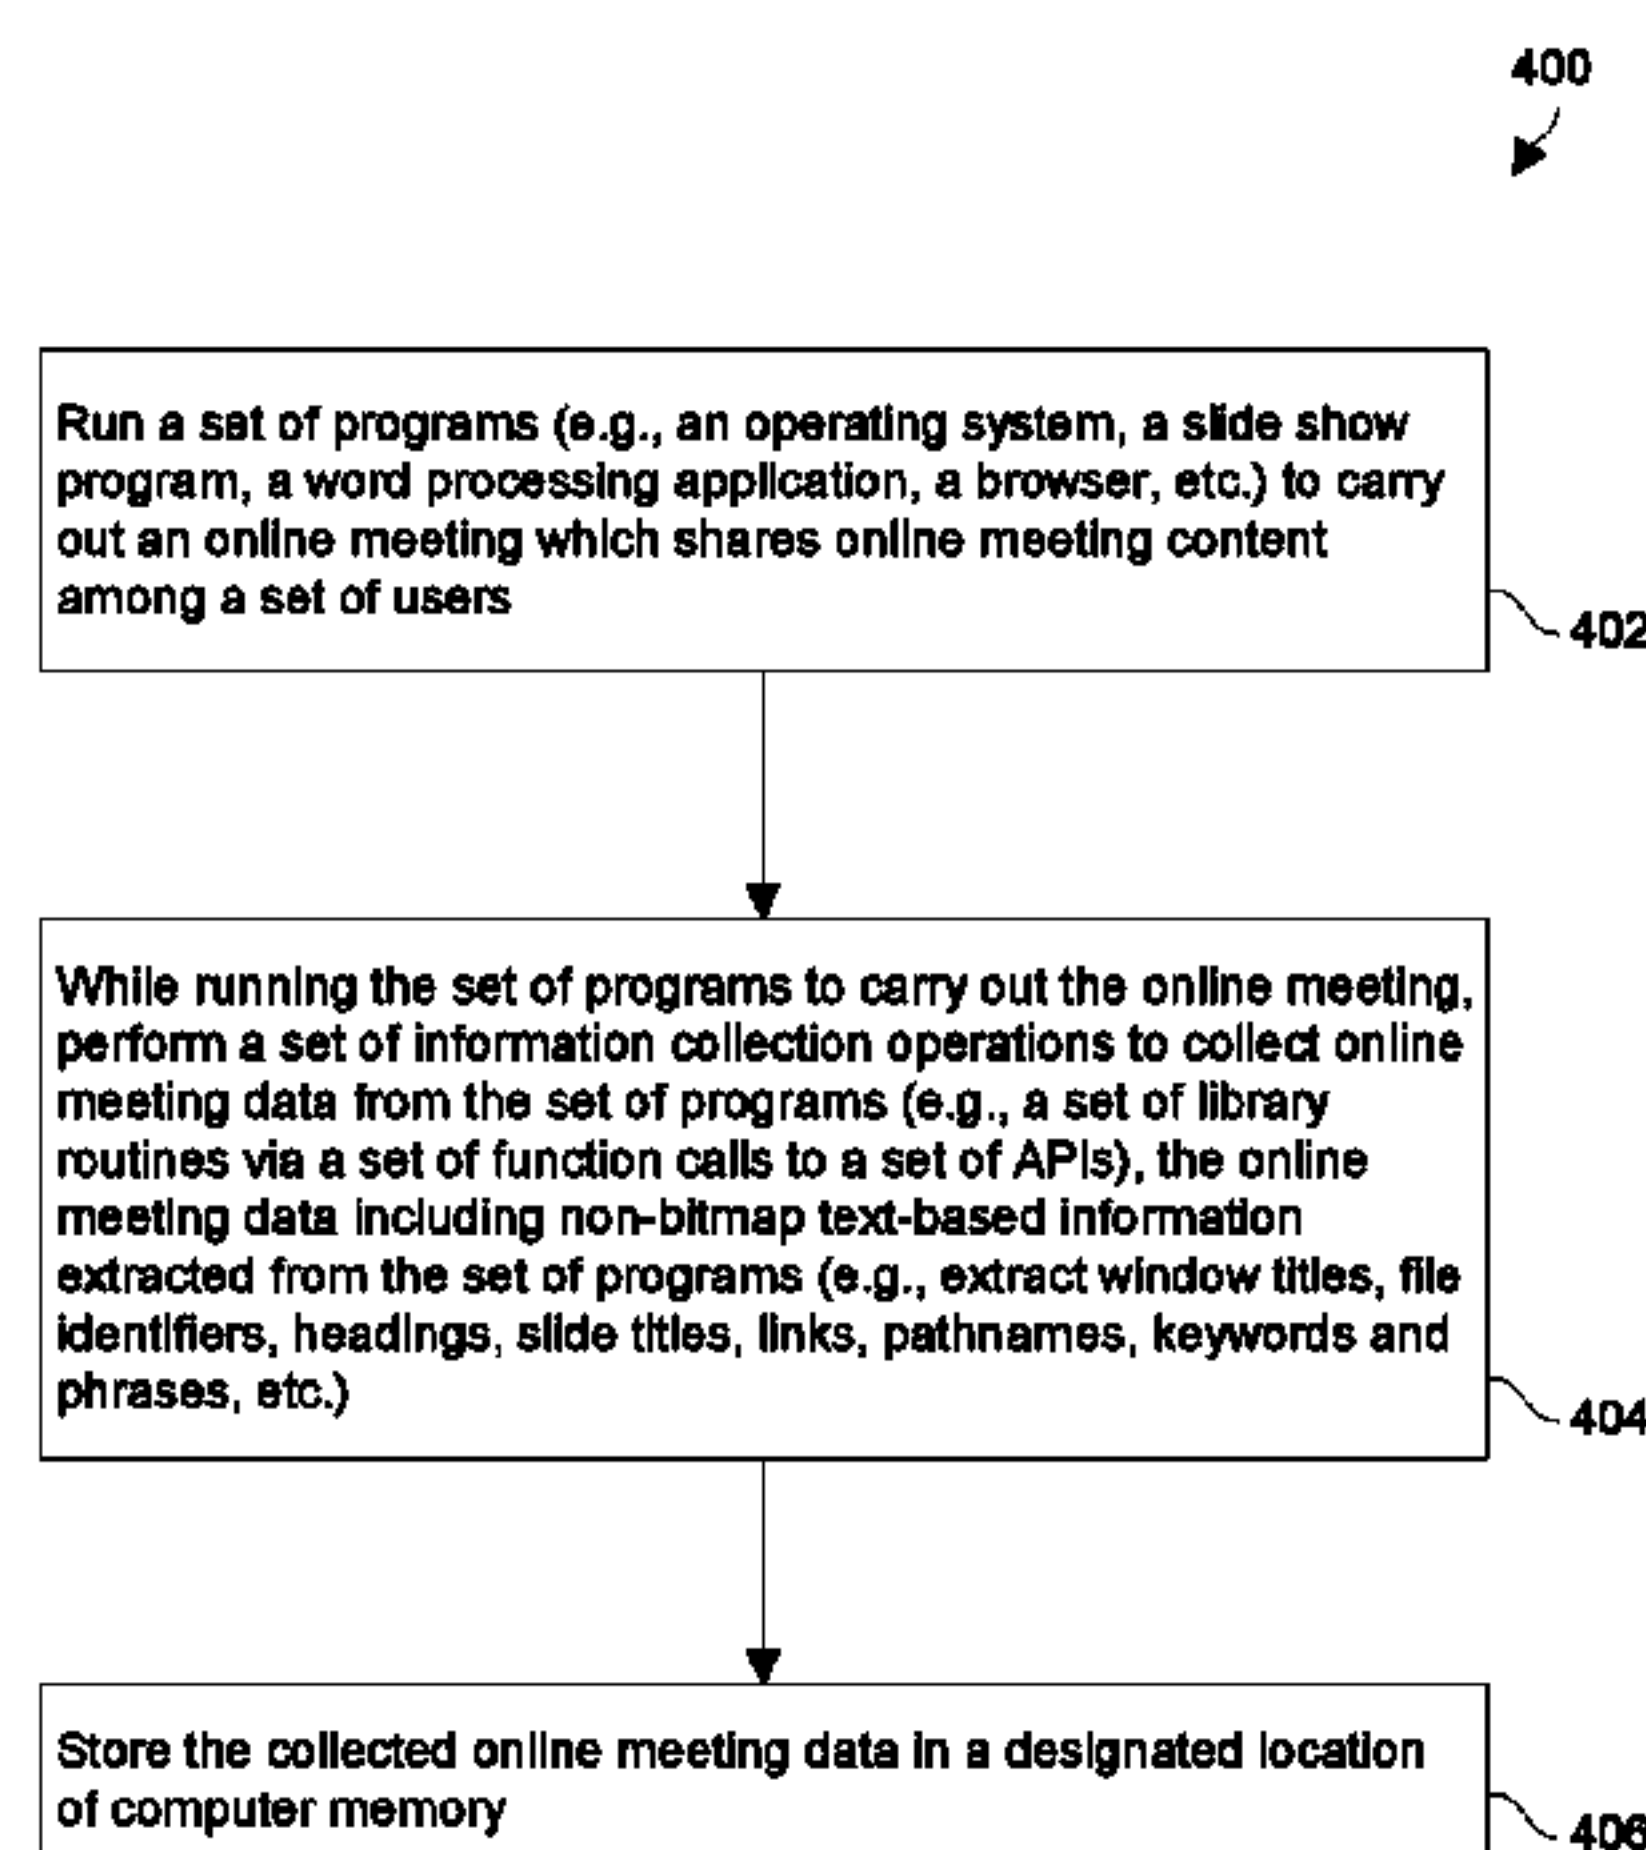 400
Run a set of programs (e.g., an operating system, a slide show
program, a word processing application, a browser, etc.) to carry
out an online meeting which shares online meeting content
among a set of users
402
While running the set of programs to carry out the online meeting,
perform a set of information collection operations to collect online
meeting data from the set of programs (e.g., a set of library
routines via a set of function calls to a set of APIs), the online
meeting data including non-bitmap text-based information
extracted from the set of programs (e.g., extract window titles, file
identifiers, headings, slide titles, links, pathnames, keywords and
phrases, etc.)
404
Store the collected online meeting data in a designated location
of computer memory
406